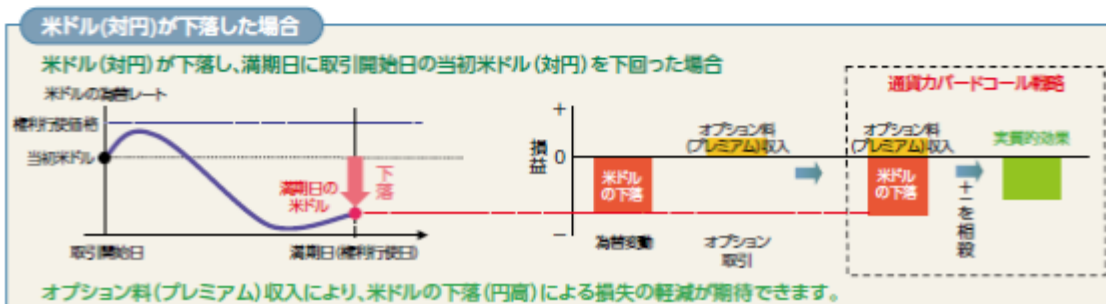 米ドル(対円)が下落した場合
米ドル(対円)が下落し、満期日に取引開始日の当初米ドル(対円)を下回った場合
米ドルの為替レート
権利行使価格
当初米ドル
満期日の
米ドル
下落
取引開始日
満期日(権利行使日)
損益
+
0
−
米ドル
の下落
オプション料
(プレミアム)収入
為替変動
オプション
取引
通貨カバードコール戦略
オプション料
(プレミアム)収入
米ドル
の下落
+−を相殺
実質的効果
オプション料(プレミアム)収入により、米ドルの下落(円高)による損失の軽減が期待できます。